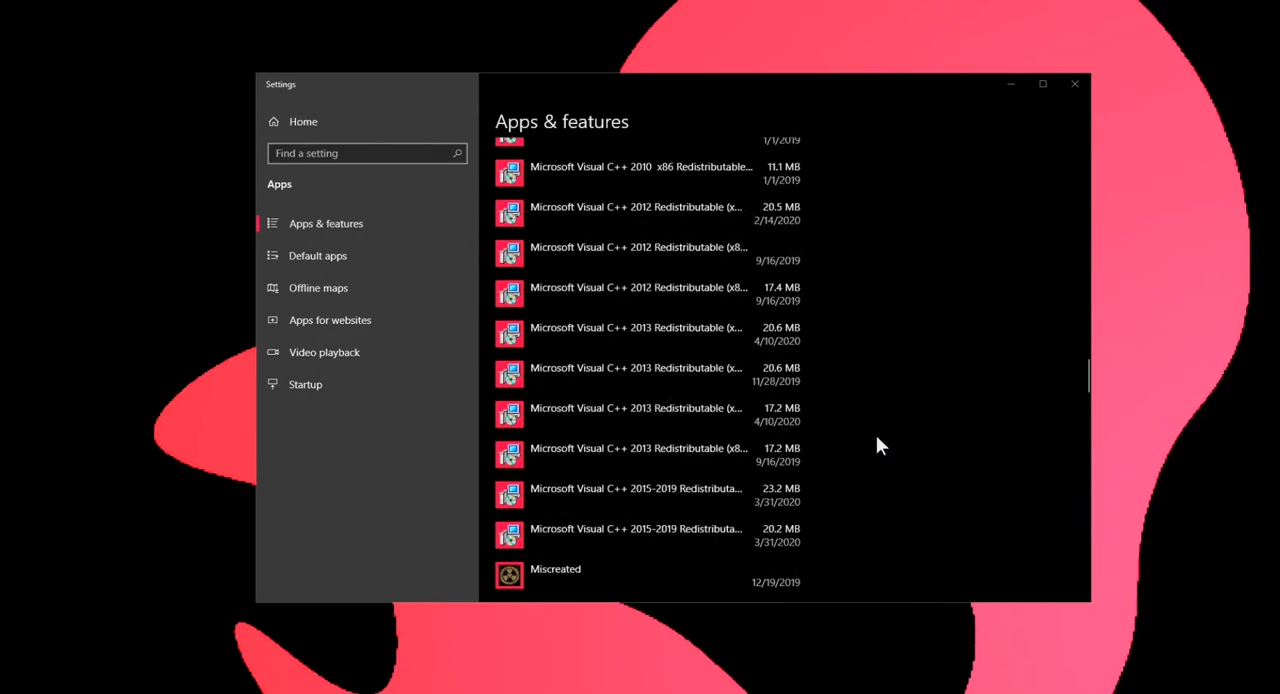 Settings
Home
Find a setting
Apps
Apps & features
Default apps
Offline maps
Apps for websites
Video playback
Startup
Apps & features
1/1/2019
Microsoft Visual C++ 2010 x86 Redistributable... 11.1 MB
1/1/2019
Microsoft Visual C++ 2012 Redistributable (x... 20.5 MB
2/14/2020
Microsoft Visual C++ 2012 Redistributable (x8...
9/16/2019
Microsoft Visual C++ 2012 Redistributable (x8... 17.4 MB
9/16/2019
Microsoft Visual C++ 2013 Redistributable (x... 20.6 MB
4/10/2020
Microsoft Visual C++ 2013 Redistributable (x... 20.6 MB
11/28/2019
Microsoft Visual C++ 2013 Redistributable (x... 17.2 MB
4/10/2020
Microsoft Visual C++ 2013 Redistributable (x8... 17.2 MB
9/16/2019
Microsoft Visual C++ 2015-2019 Redistributa... 23.2 MB
3/31/2020
Microsoft Visual C++ 2015-2019 Redistributa... 20.2 MB
3/31/2020
Miscreated
12/19/2019